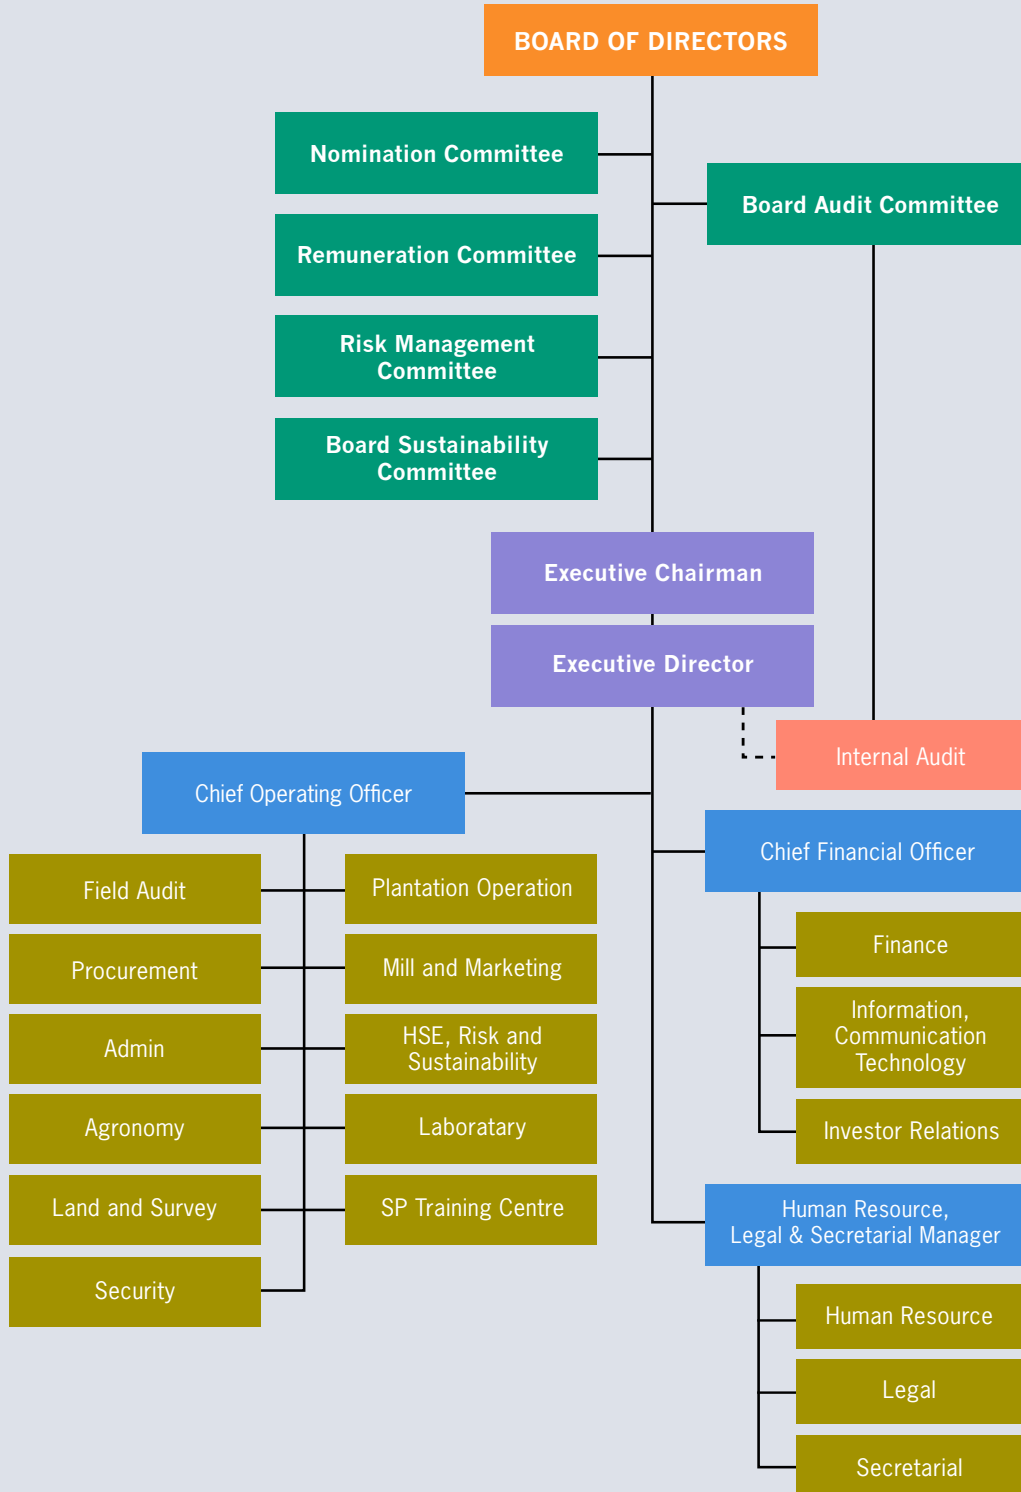 BOARD OF DIRECTORS
Nomination Committee
Board Audit Committee
Remuneration Committee
Risk Management
Committee
Board Sustainability
Committee
Executive Chairman
Executive Director
Internal Audit
Chief Operating Officer
Chief Financial Officer
Field Audit
Plantation Operation
Procurement
Mill and Marketing
Admin
HSE, Risk and
Sustainability
Agronomy
Laboratary
Land and Survey
SP Training Centre
Security
Finance
Information,
Communication
Technology
Investor Relations
Human Resource,
Legal & Secretarial Manager
Human Resource
Legal
Secretarial